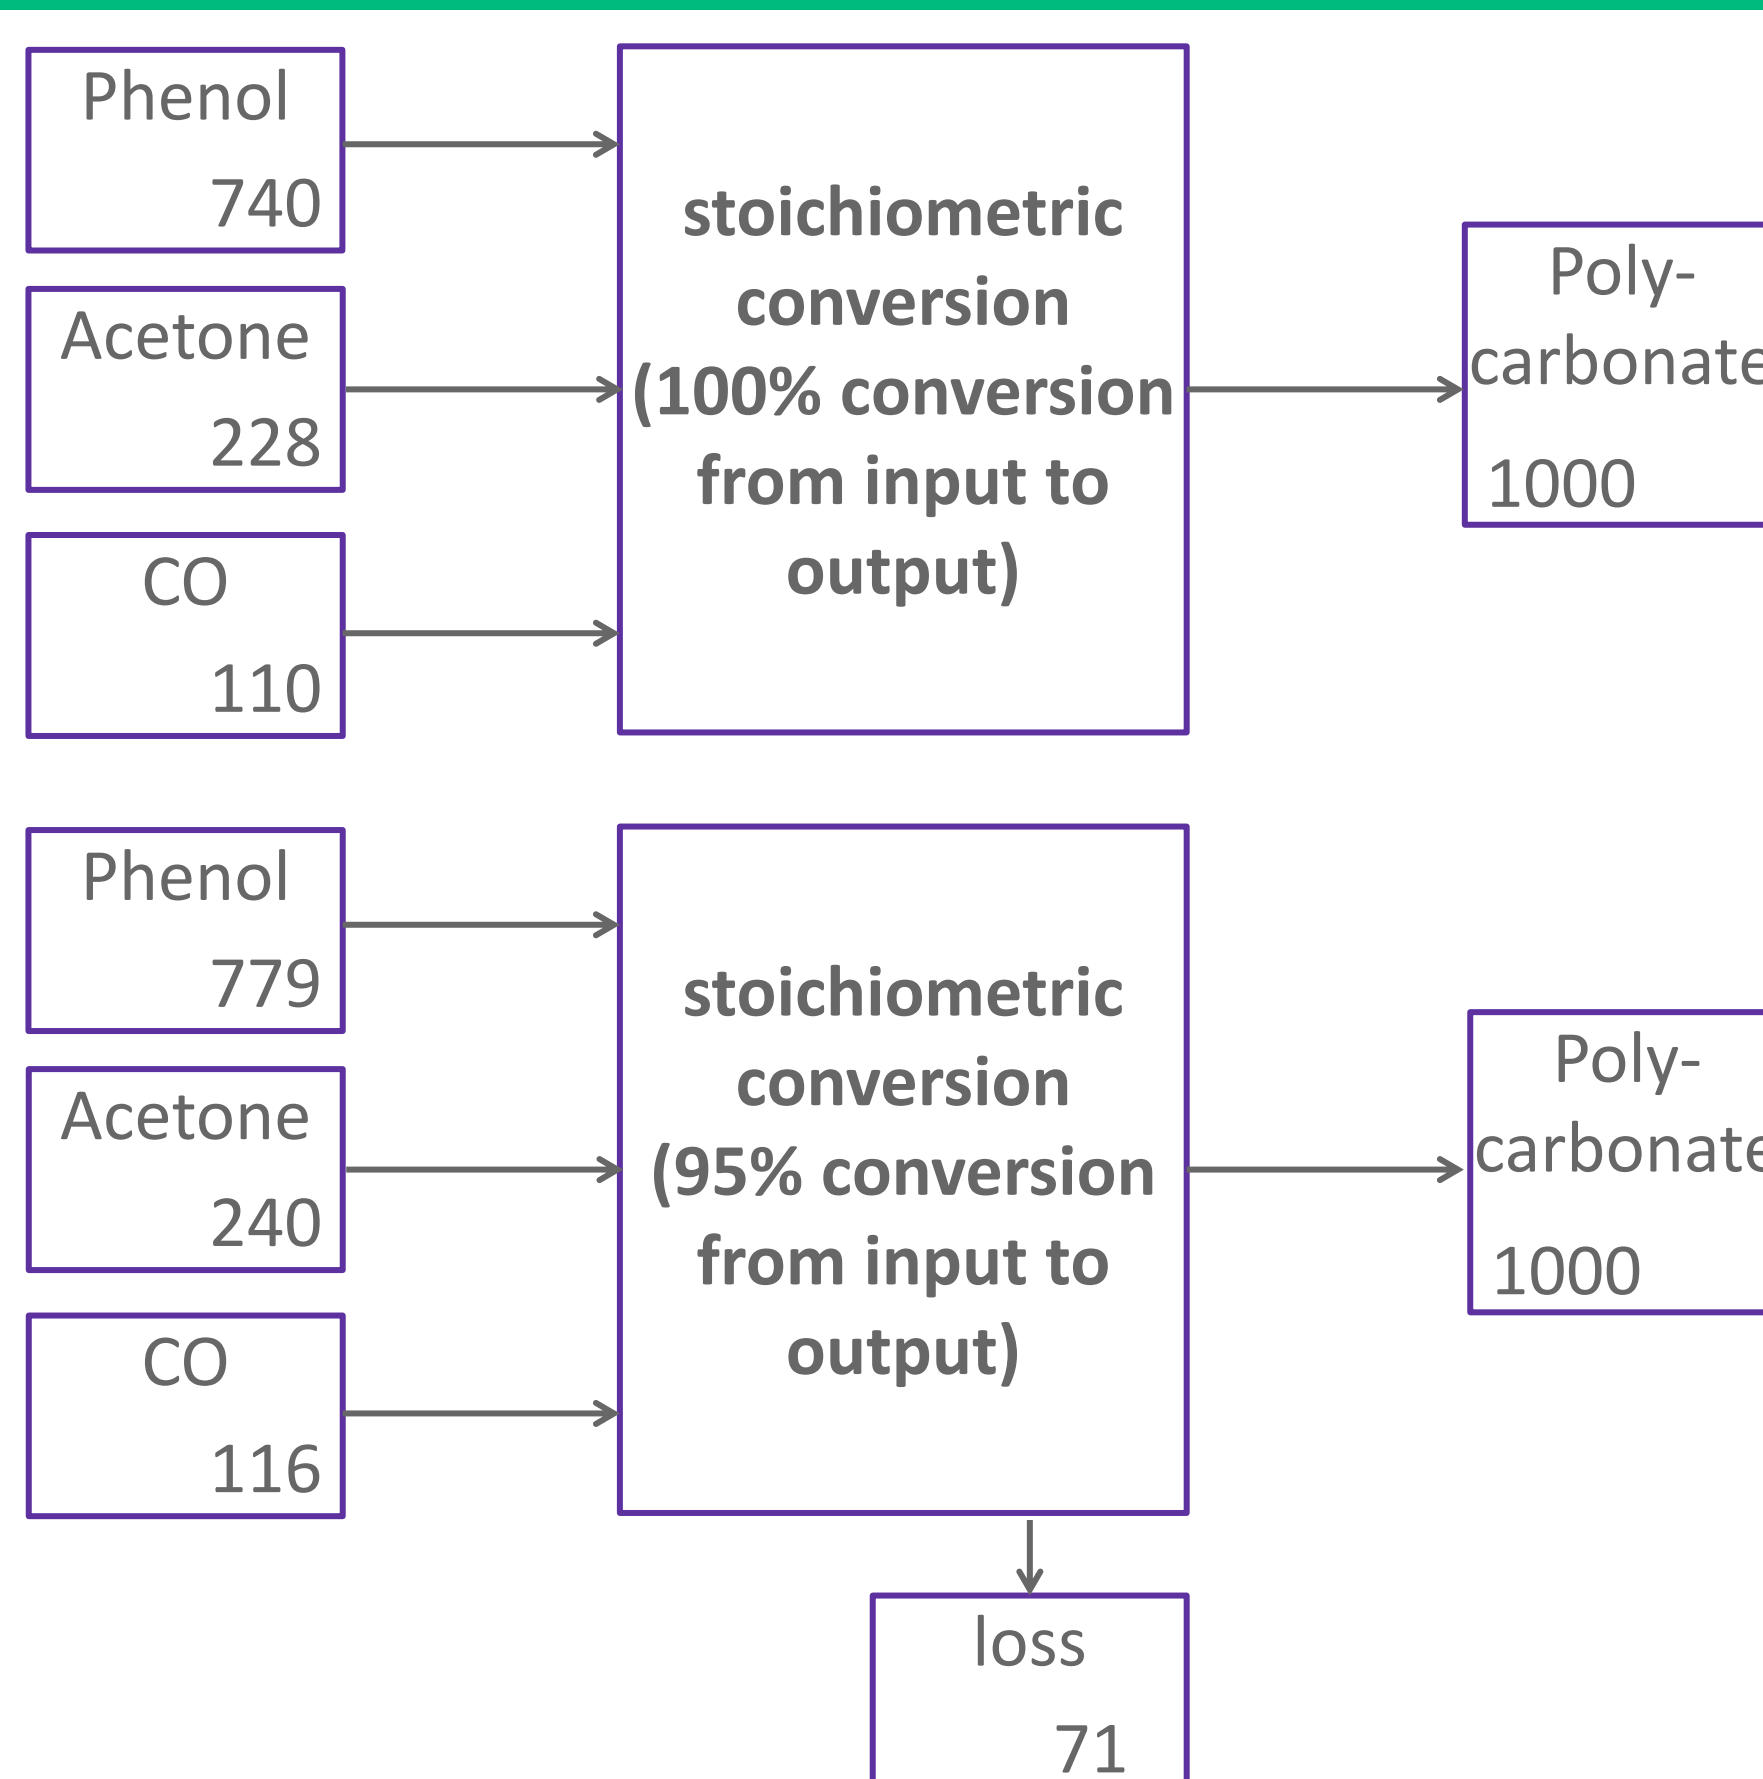 Phenol
740
Acetone
228
CO
110
stoichiometric
conversion
(100% conversion
from input to
output)
Poly-
carbonate
1000
Phenol
779
Acetone
240
CO
116
stoichiometric
conversion
(95% conversion
from input to
output)
Poly-
carbonate
1000
loss
71